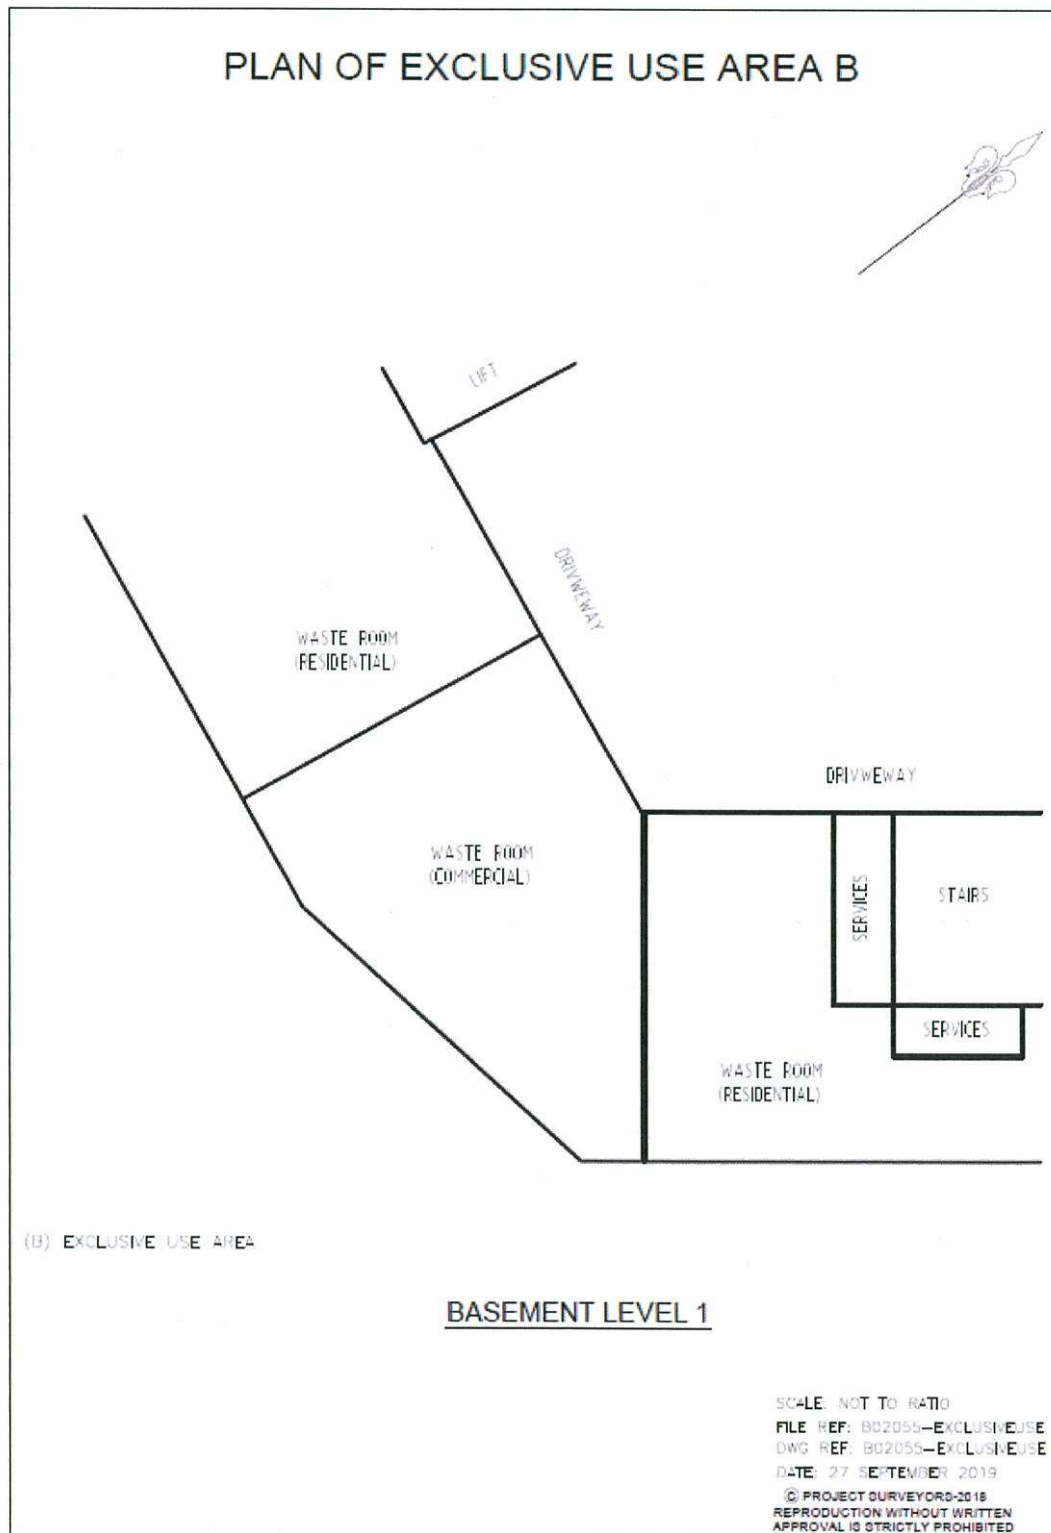 PLAN OF EXCLUSIVE USE AREA B
LIFT
DRIVWEWAY
WASTE ROOM
(RESIDENTIAL)
DRIVWEWAY
WASTE ROOM
(COMMERCIAL)
SERVICES
STAIRS
SERVICES
WASTE ROOM
(RESIDENTIAL)
(B) EXCLUSIVE USE AREA
BASEMENT LEVEL 1
SCALE: NOT TO RATIO
FILE REF: B02055-EXCLUSIVEUSE
DWG REF: B02055-EXCLUSIVEUSE
DATE: 27 SEPTEMBER 2019
© PROJECT SURVEYORS-2018
REPRODUCTION WITHOUT WRITTEN
APPROVAL IS STRICTLY PROHIBITED